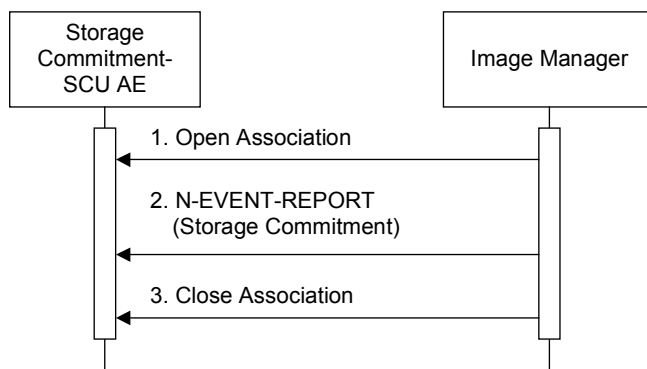 Storage
Commitment-
SCU AE
Image Manager
1. Open Association
2. N-EVENT-REPORT
(Storage Commitment)
3. Close Association